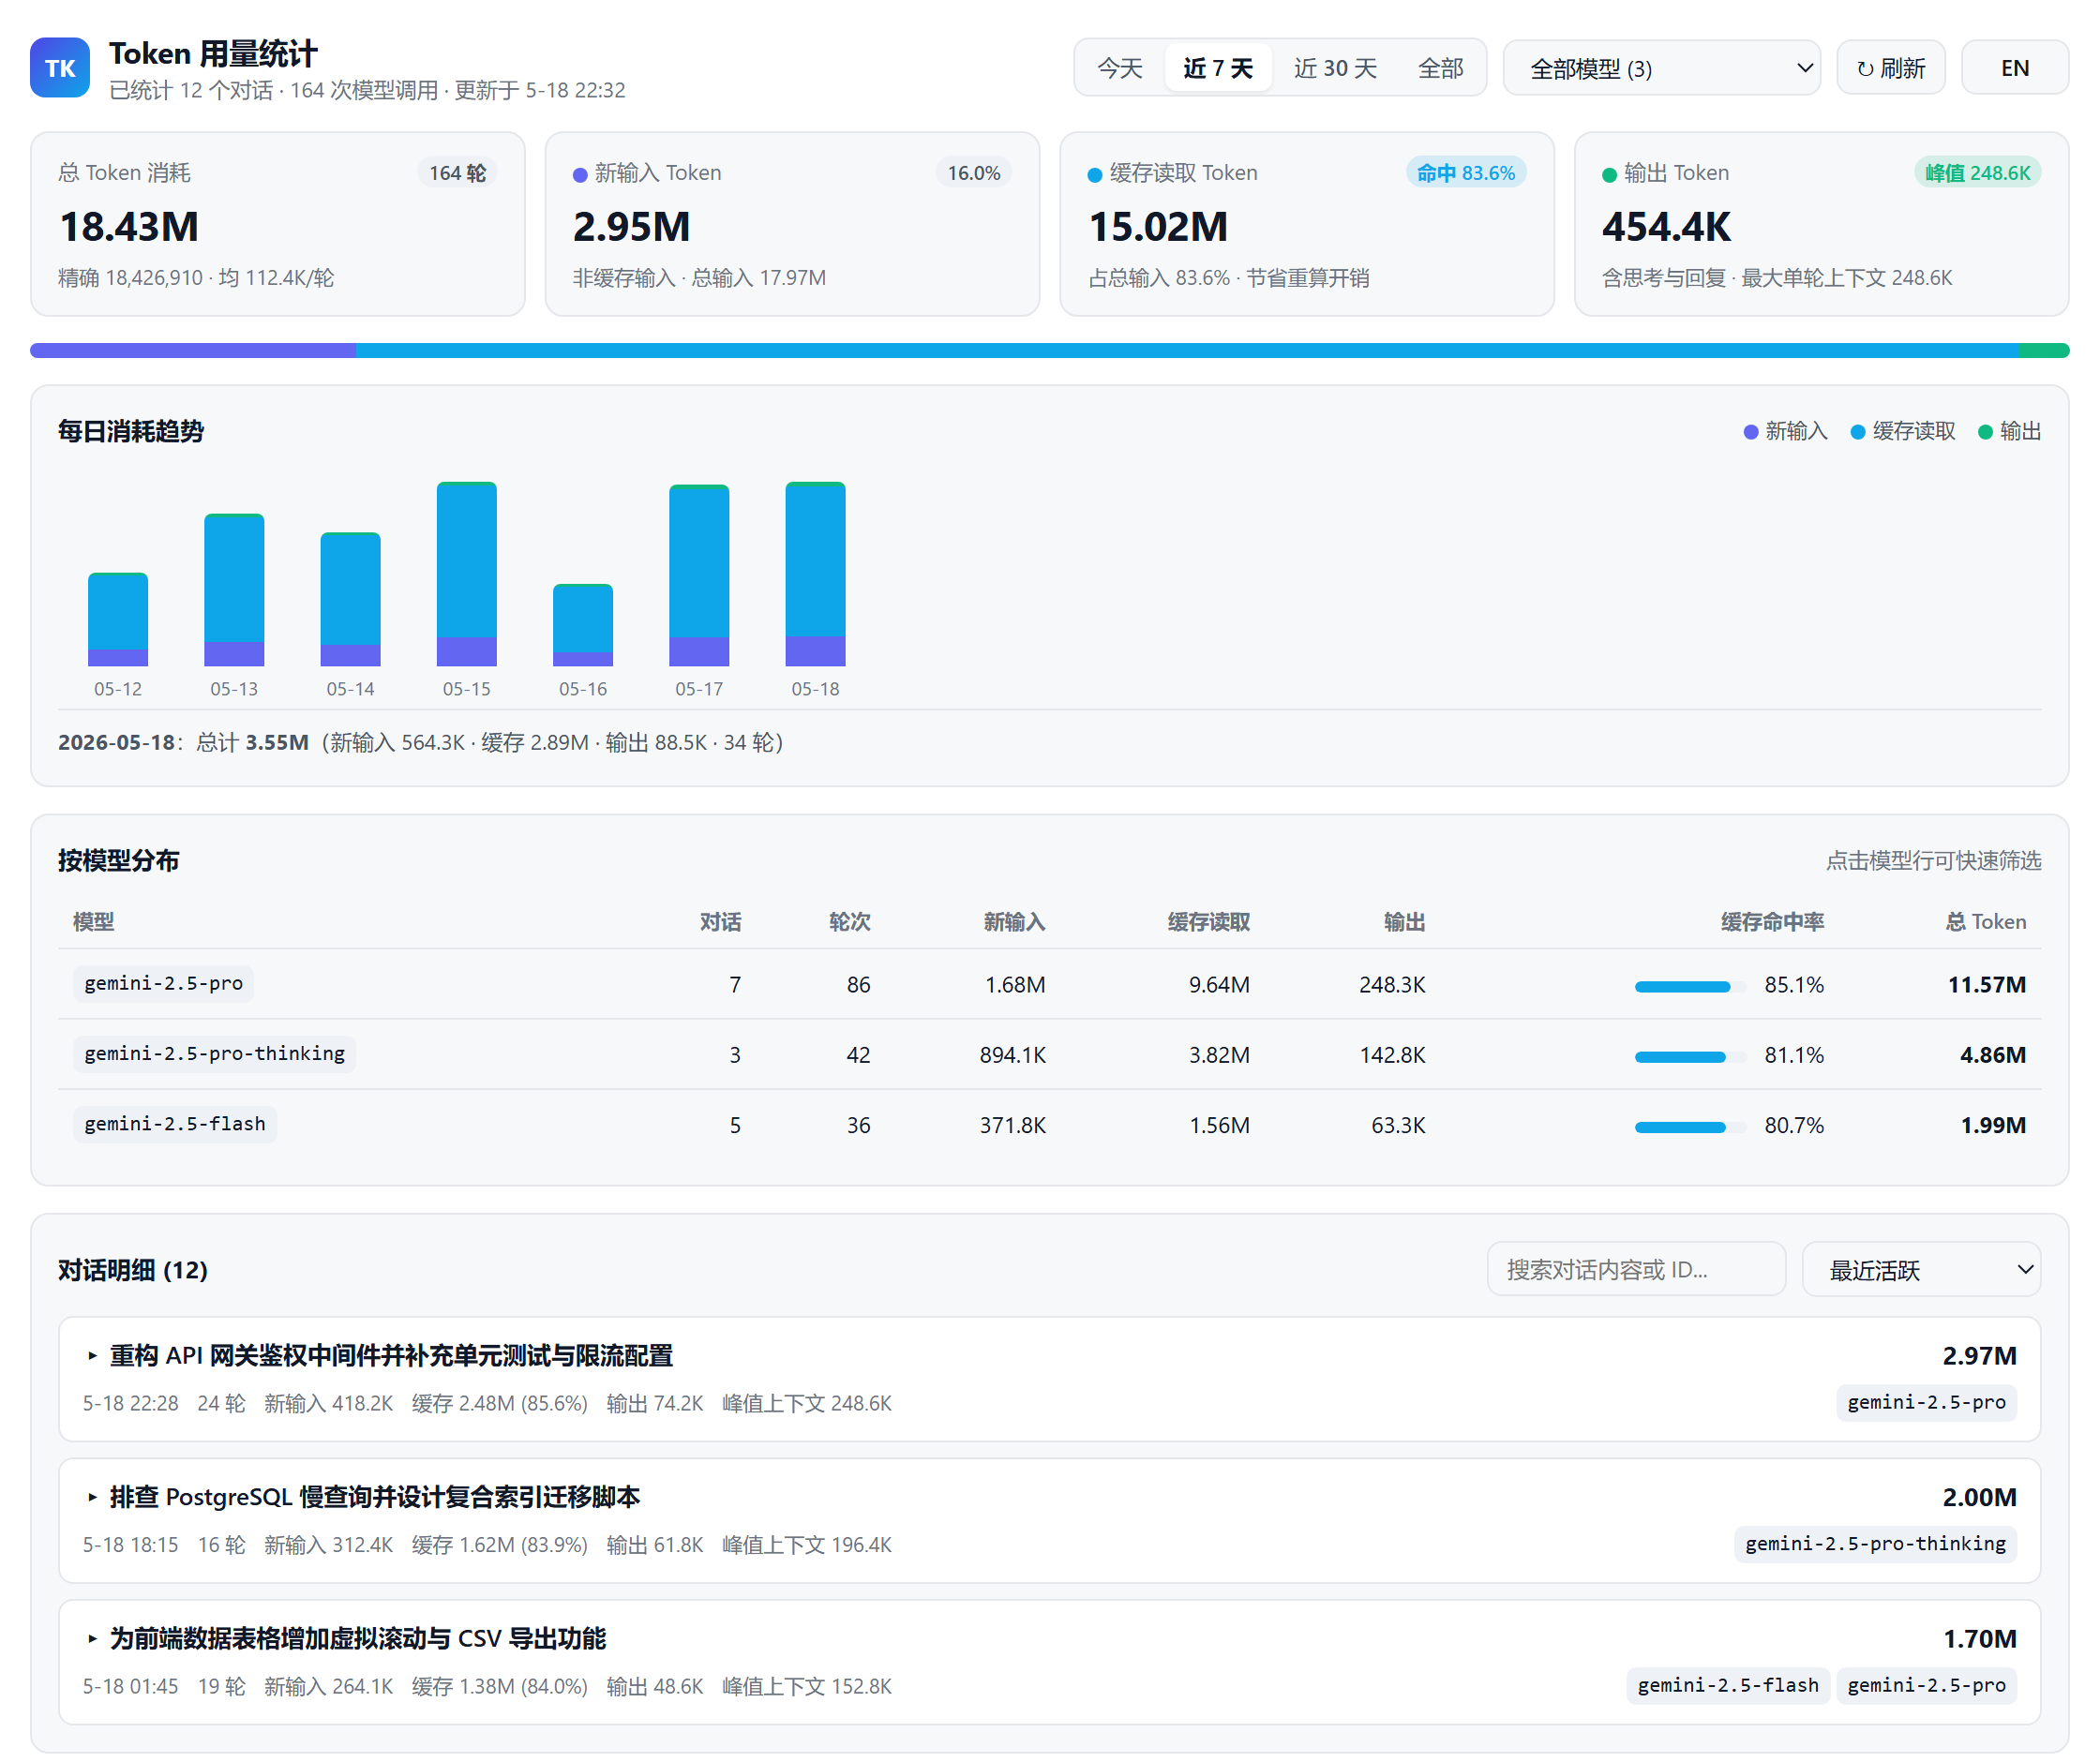 TK
Token 用量统计
已统计 12 个对话 · 164 次模型调用 · 更新于 5-18 22:32
今天 近 7 天 近 30 天 全部
全部模型 (3)
↻ 刷新
EN
总 Token 消耗 164 轮
18.43M
精确 18,426,910 · 均 112.4K/轮
新输入 Token 16.0%
2.95M
非缓存输入 · 总输入 17.97M
缓存读取 Token 命中 83.6%
15.02M
占总输入 83.6% · 节省重算开销
输出 Token 峰值 248.6K
454.4K
含思考与回复 · 最大单轮上下文 248.6K
每日消耗趋势
新输入 缓存读取 输出
05-12 05-13 05-14 05-15 05-16 05-17 05-18
2026-05-18：总计 3.55M（新输入 564.3K · 缓存 2.89M · 输出 88.5K · 34 轮）
按模型分布
点击模型行可快速筛选
模型 对话 轮次 新输入 缓存读取 输出 缓存命中率 总 Token
gemini-2.5-pro 7 86 1.68M 9.64M 248.3K 85.1% 11.57M
gemini-2.5-pro-thinking 3 42 894.1K 3.82M 142.8K 81.1% 4.86M
gemini-2.5-flash 5 36 371.8K 1.56M 63.3K 80.7% 1.99M
对话明细 (12)
搜索对话内容或 ID...
最近活跃
▸ 重构 API 网关鉴权中间件并补充单元测试与限流配置 2.97M
5-18 22:28 24 轮 新输入 418.2K 缓存 2.48M (85.6%) 输出 74.2K 峰值上下文 248.6K gemini-2.5-pro
▸ 排查 PostgreSQL 慢查询并设计复合索引迁移脚本 2.00M
5-18 18:15 16 轮 新输入 312.4K 缓存 1.62M (83.9%) 输出 61.8K 峰值上下文 196.4K gemini-2.5-pro-thinking
▸ 为前端数据表格增加虚拟滚动与 CSV 导出功能 1.70M
5-18 01:45 19 轮 新输入 264.1K 缓存 1.38M (84.0%) 输出 48.6K 峰值上下文 152.8K gemini-2.5-flash gemini-2.5-pro